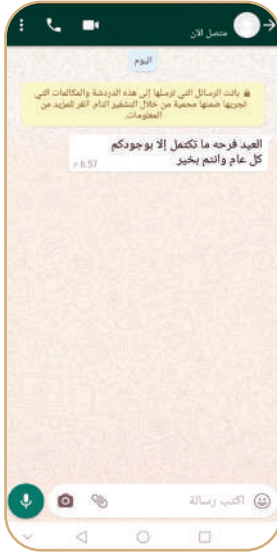 متصل الآن
اليوم
باتت الرسائل التي ترسلها إلى هذه الدردشة والمكالمات التي
تجريها ضمنها محمية من خلال التشفير التام. انقر للمزيد من
المعلومات.
العيد فرحه ما تكتمل إلا بوجودكم
كل عام وانتم بخير
6:57 م
اكتب رسالة